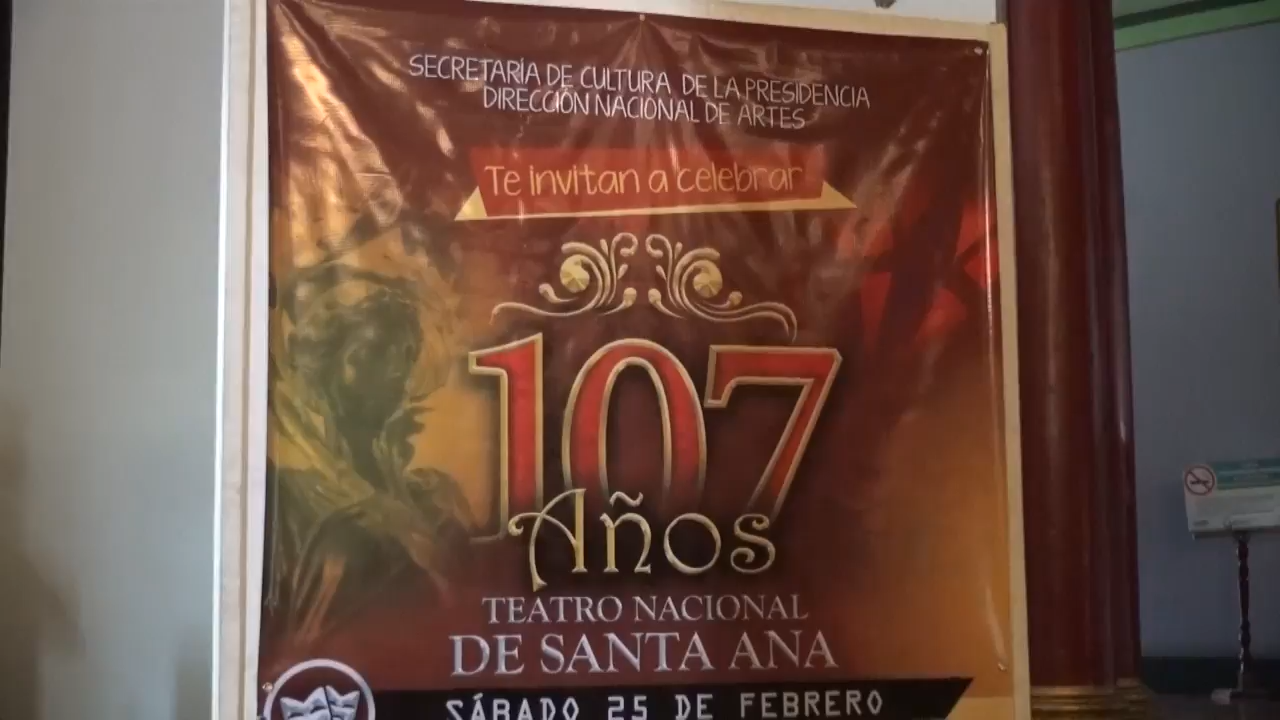 SECRETARÍA DE CULTURA DE LA PRESIDENCIA
DIRECCIÓN NACIONAL DE ARTES
Te invitan a celebrar
107
Años
TEATRO NACIONAL
DE SANTA ANA
SÁBADO 25 DE FEBRERO